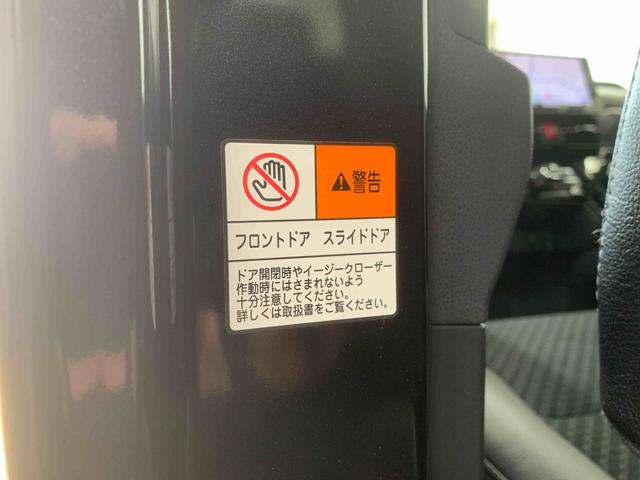 ⚠警告
フロントドア　スライドドア
ドア開閉時やイージークローザー
作動時にはさまれないよう
十分注意してください。
詳しくは取扱書をご覧ください。